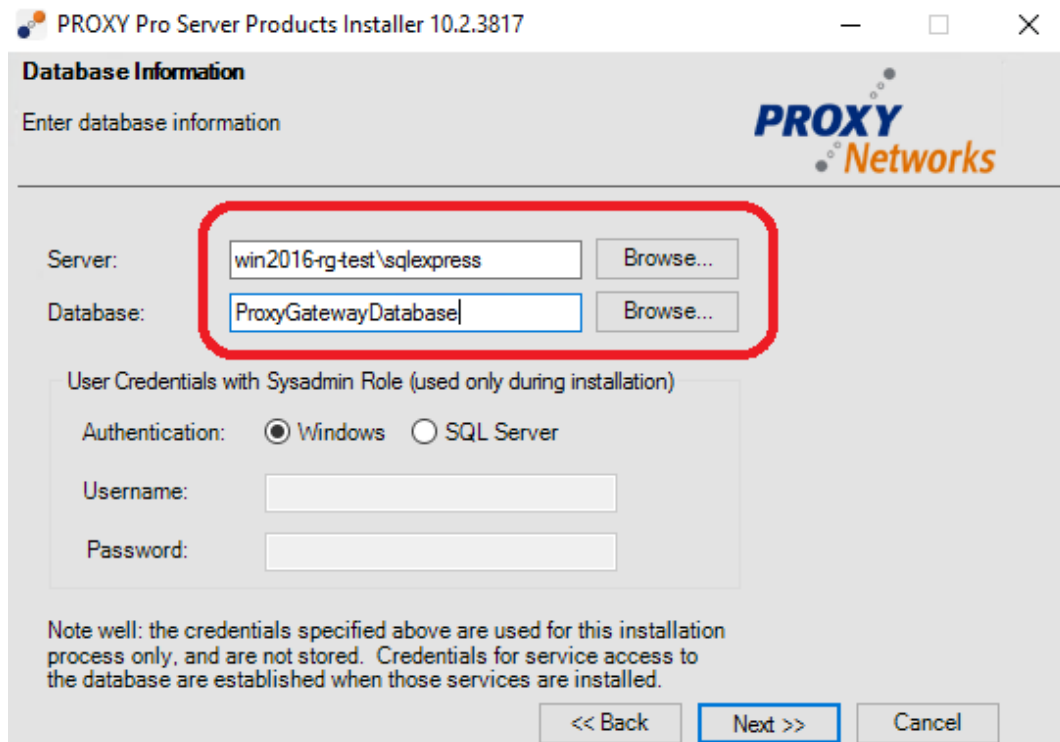 PROXY Pro Server Products Installer 10.2.3817
Database Information
Enter database information
PROXY
Networks
Server: win2016-rg-test\sqlexpress Browse...
Database: ProxyGatewayDatabase Browse...
User Credentials with Sysadmin Role (used only during installation)
Authentication: Windows SQL Server
Username:
Password:
Note well: the credentials specified above are used for this installation
process only, and are not stored. Credentials for service access to
the database are established when those services are installed.
<< Back Next >> Cancel